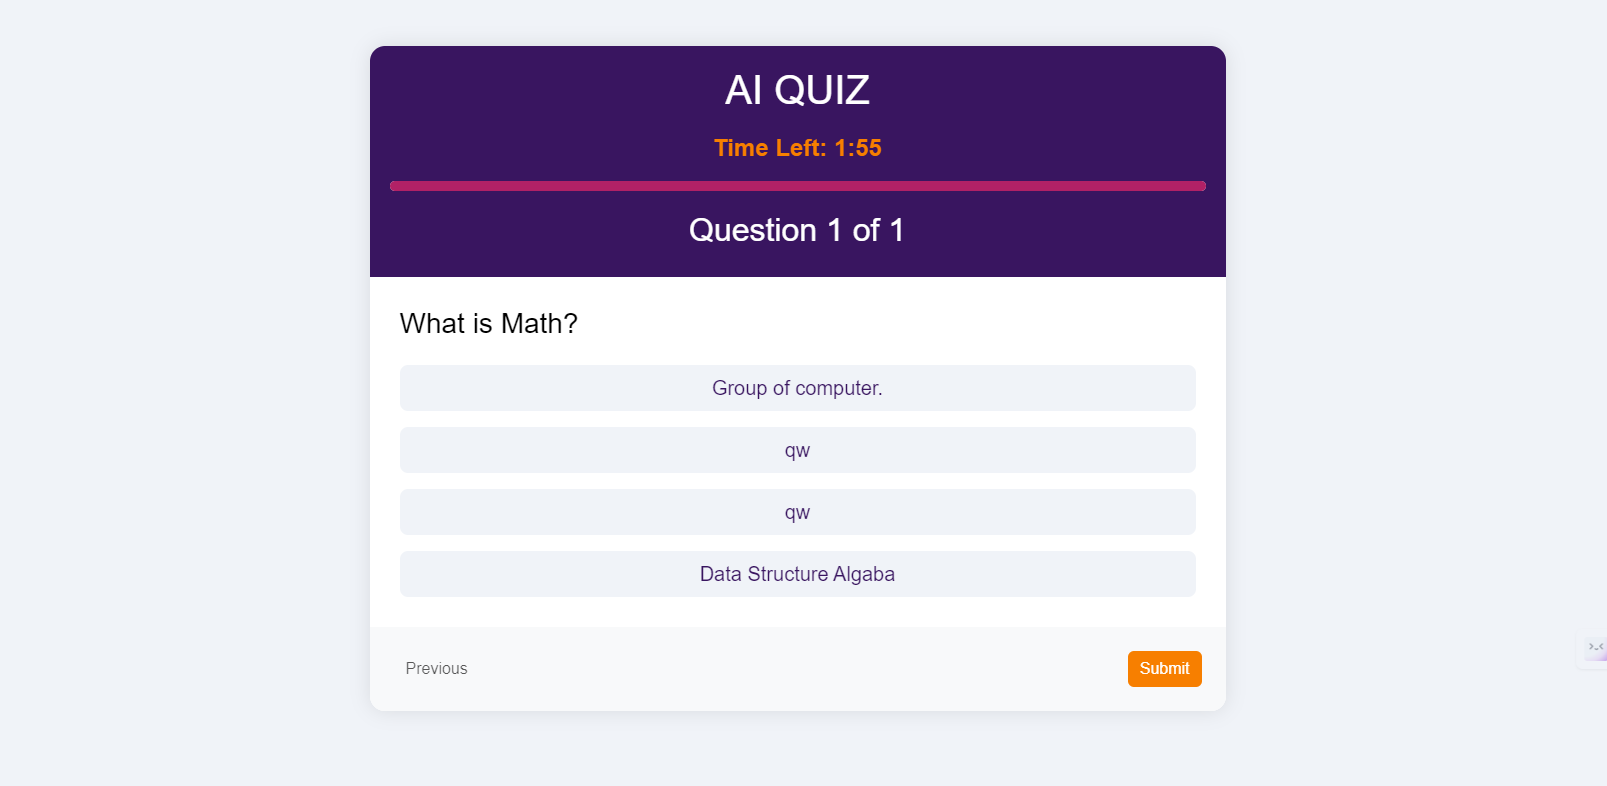 AI QUIZ
Time Left: 1:55
Question 1 of 1
What is Math?
Group of computer.
qw
qw
Data Structure Algaba
Previous
Submit